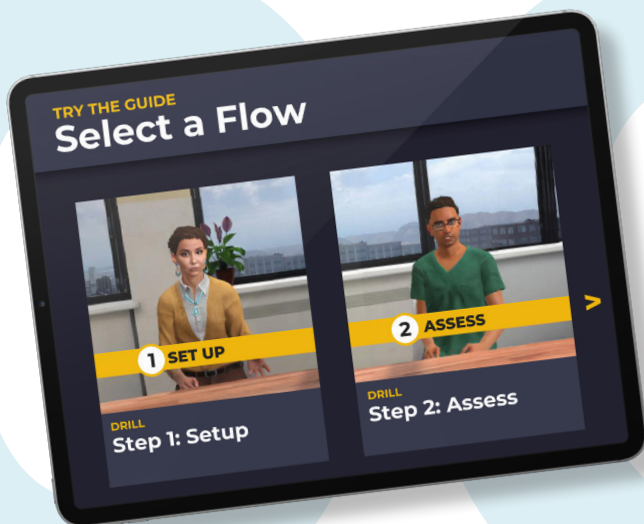 TRY THE GUIDE
Select a Flow
1 SET UP
DRILL
Step 1: Setup
2 ASSESS
DRILL
Step 2: Assess
>